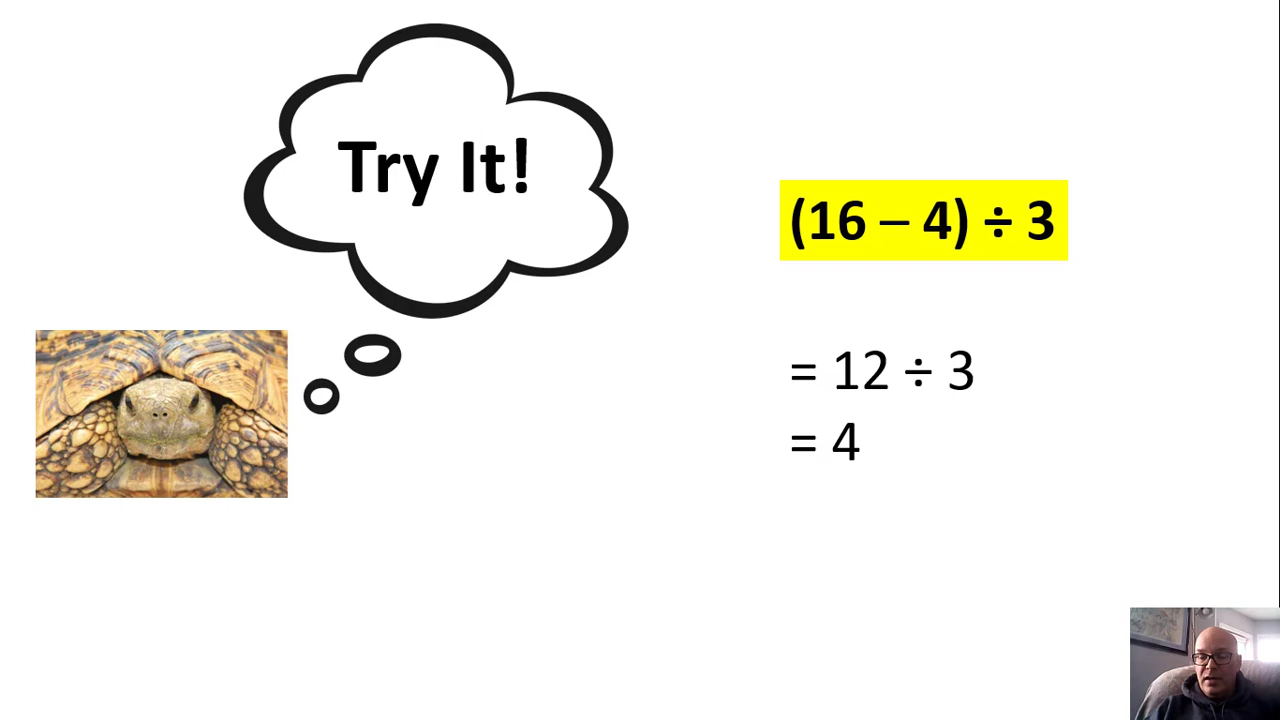 Try It!
(16 – 4) ÷ 3
= 12 ÷ 3
= 4